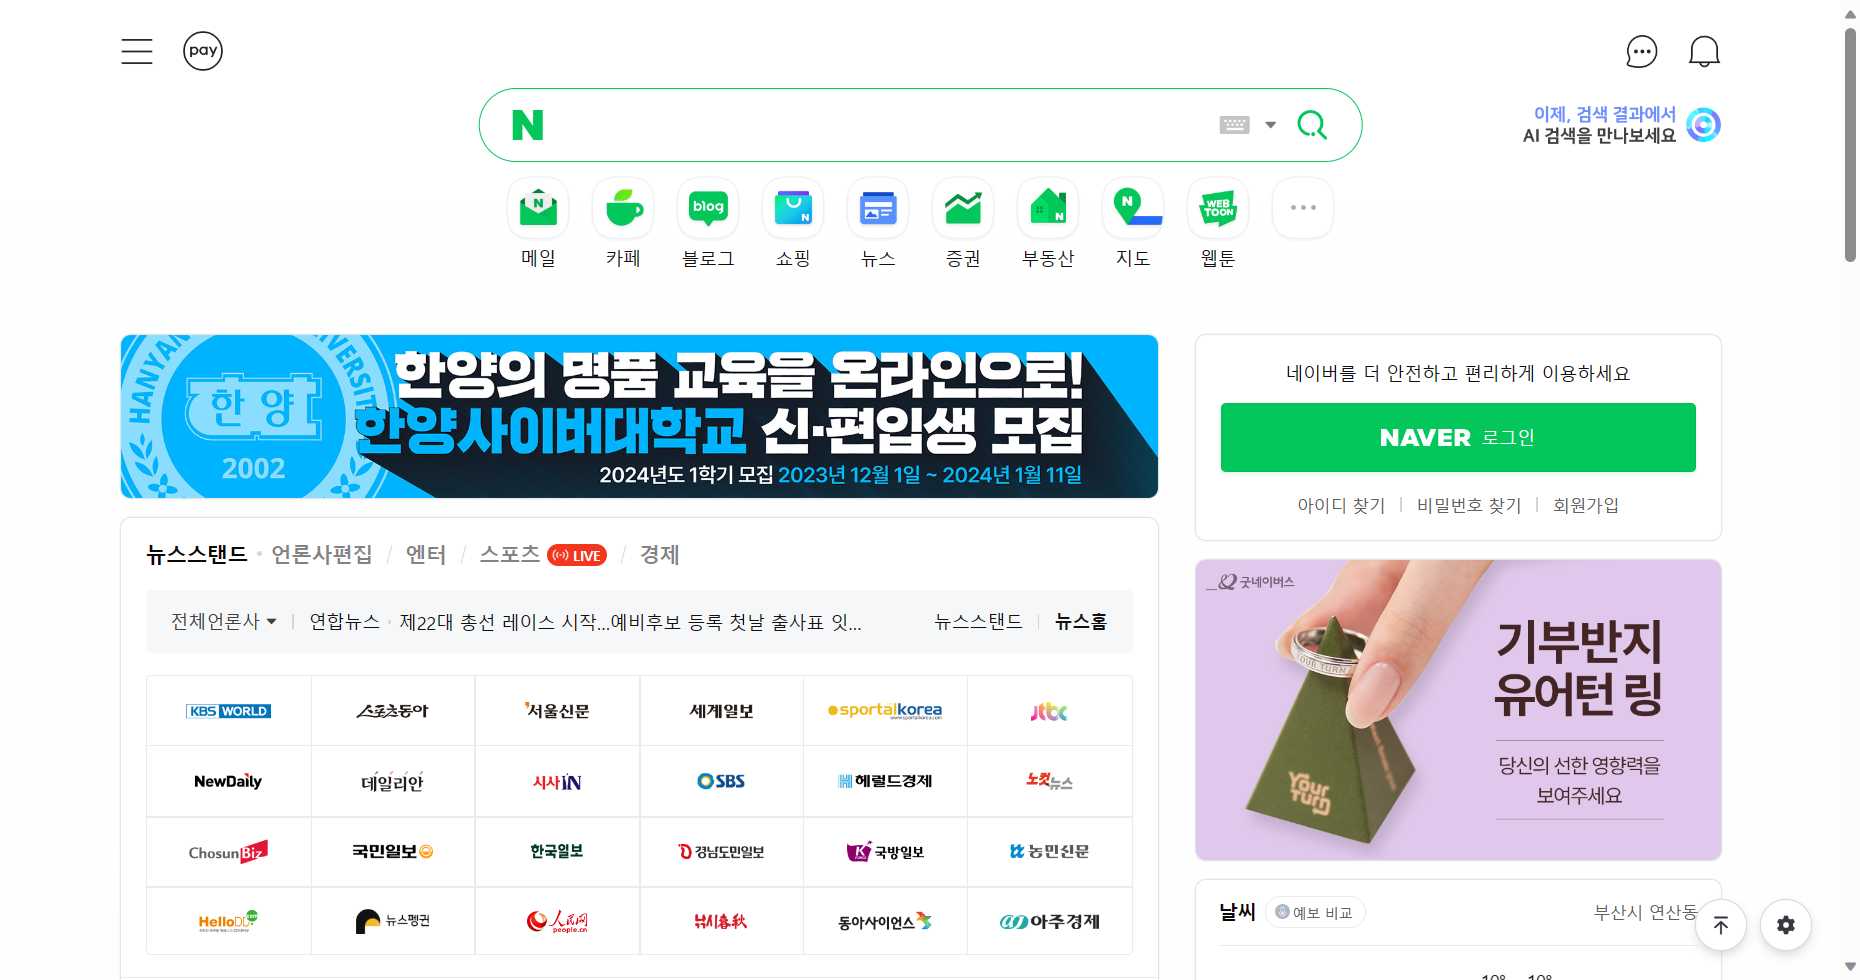 pay
N
이제, 검색 결과에서
AI 검색을 만나보세요
N
blog
N
N
N
WEB
TOON
메일
카페
블로그
쇼핑
뉴스
증권
부동산
지도
웹툰
한양
2002
한양의 명품 교육을 온라인으로!
한양사이버대학교 신·편입생 모집
2024년도 1학기 모집 2023년 12월 1일 ~ 2024년 1월 11일
네이버를 더 안전하고 편리하게 이용하세요
NAVER 로그인
아이디 찾기
비밀번호 찾기
회원가입
뉴스스탠드 언론사편집 / 엔터 / 스포츠 LIVE / 경제
전체언론사
연합뉴스 제22대 총선 레이스 시작...예비후보 등록 첫날 출사표 잇...
뉴스스탠드
뉴스홈
KBS WORLD
스포츠동아
서울신문
세계일보
sportalkorea
www.sportalkorea.com
jtbc
NewDaily
데일리안
시사IN
SBS
헤럴드경제
노컷뉴스
ChosunBiz
국민일보
한국일보
경남도민일보
국방일보
농민신문
HelloDD.com
뉴스펭귄
人民网
people.cn
낚시春秋
동아사이언스
아주경제
굿네이버스
YOUR TURN
Your
Turn
기부반지
유어턴 링
당신의 선한 영향력을
보여주세요
날씨
예보 비교
부산시 연산동